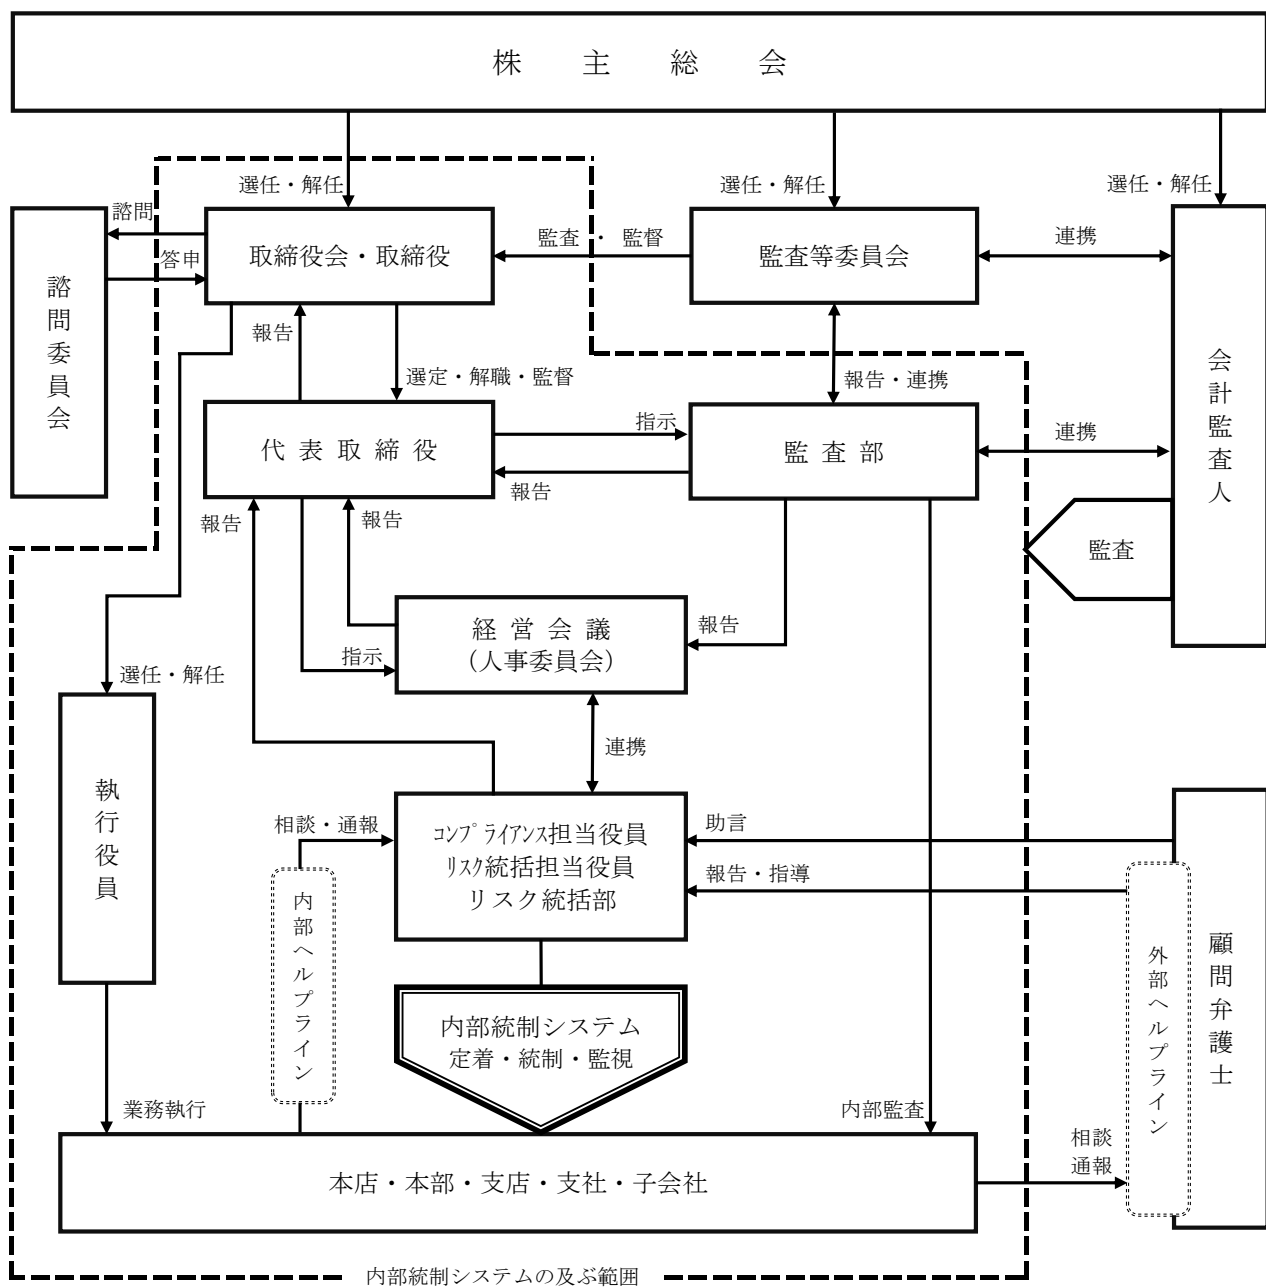 株主総会
選任・解任
選任・解任
選任・解任
諮問
答申
諮問委員会
取締役会・取締役
監査・監督
監査等委員会
連携
会計監査人
報告
選定・解職・監督
報告・連携
代表取締役
指示
報告
監査部
連携
報告
報告
監査
経営会議
（人事委員会）
報告
指示
選任・解任
連携
執行役員
相談・通報
コンプライアンス担当役員
リスク統括担当役員
リスク統括部
助言
報告・指導
内部ヘルプライン
外部ヘルプライン
顧問弁護士
内部統制システム
定着・統制・監視
業務執行
内部監査
本店・本部・支店・支社・子会社
相談
通報
内部統制システムの及ぶ範囲